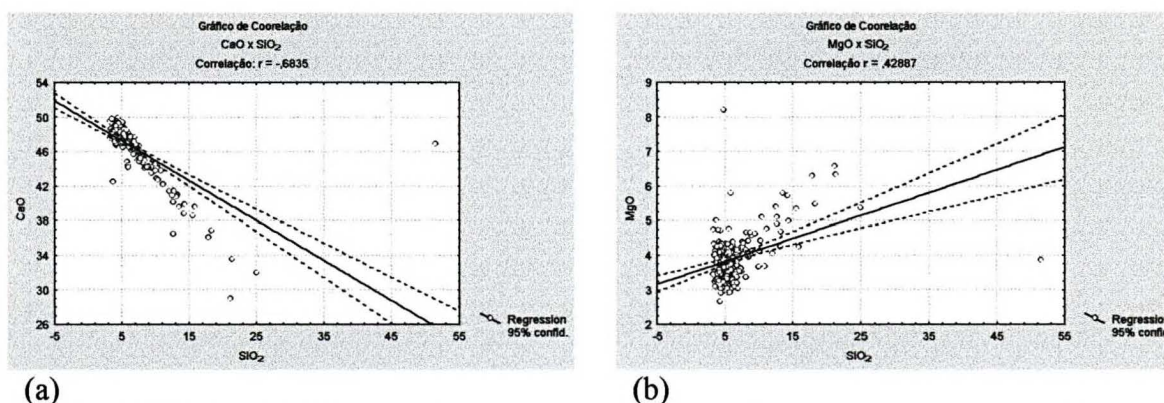 Gráfico de Coorelação
CaO x SIO₂
Correlação: r = -,6835
54
50
46
42
38
34
30
26
CaO
-5
5
15
25
35
45
55
SIO₂
Regression
95% confid.
(a)
Gráfico de Coorelação
MgO x SIO₂
Correlação r = ,42887
9
8
7
6
5
4
3
2
MgO
-5
5
15
25
35
45
55
SIO₂
Regression
95% confid.
(b)